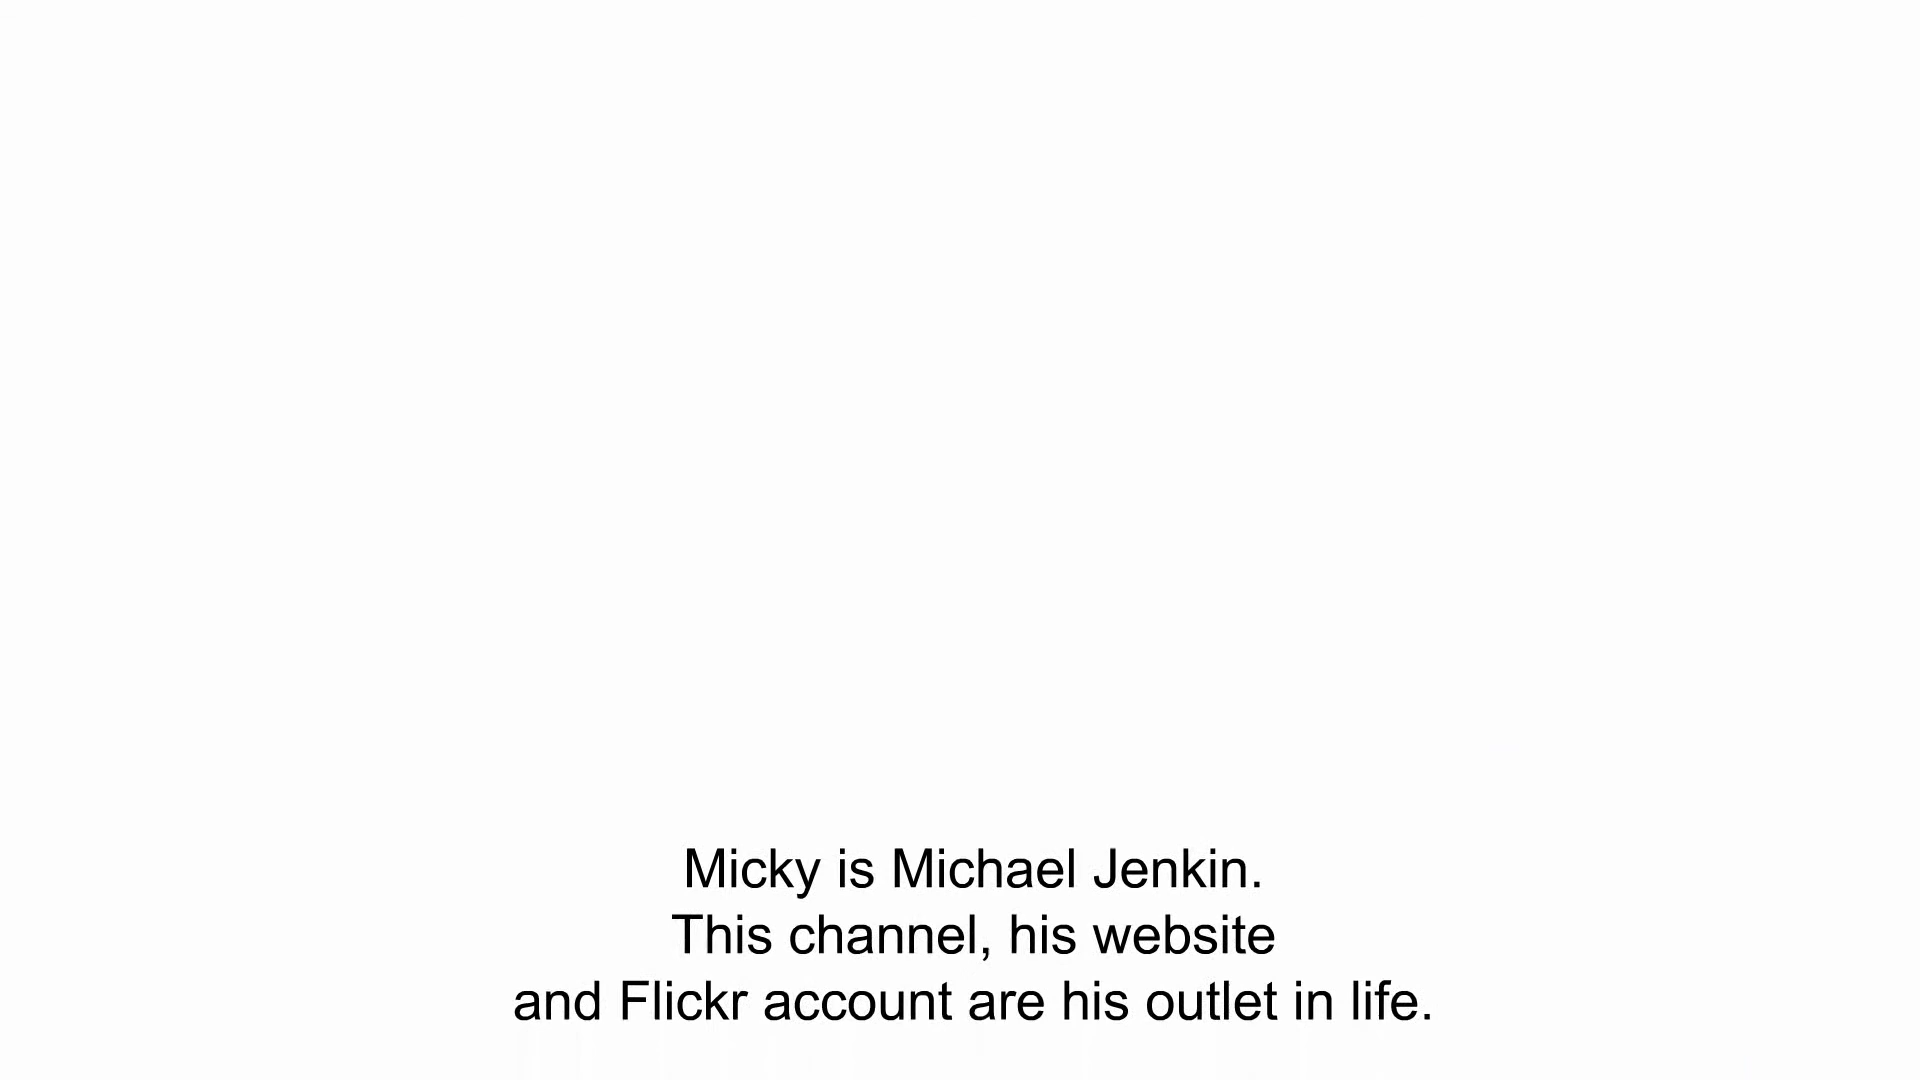 Micky is Michael Jenkin.
This channel, his website
and Flickr account are his outlet in life.